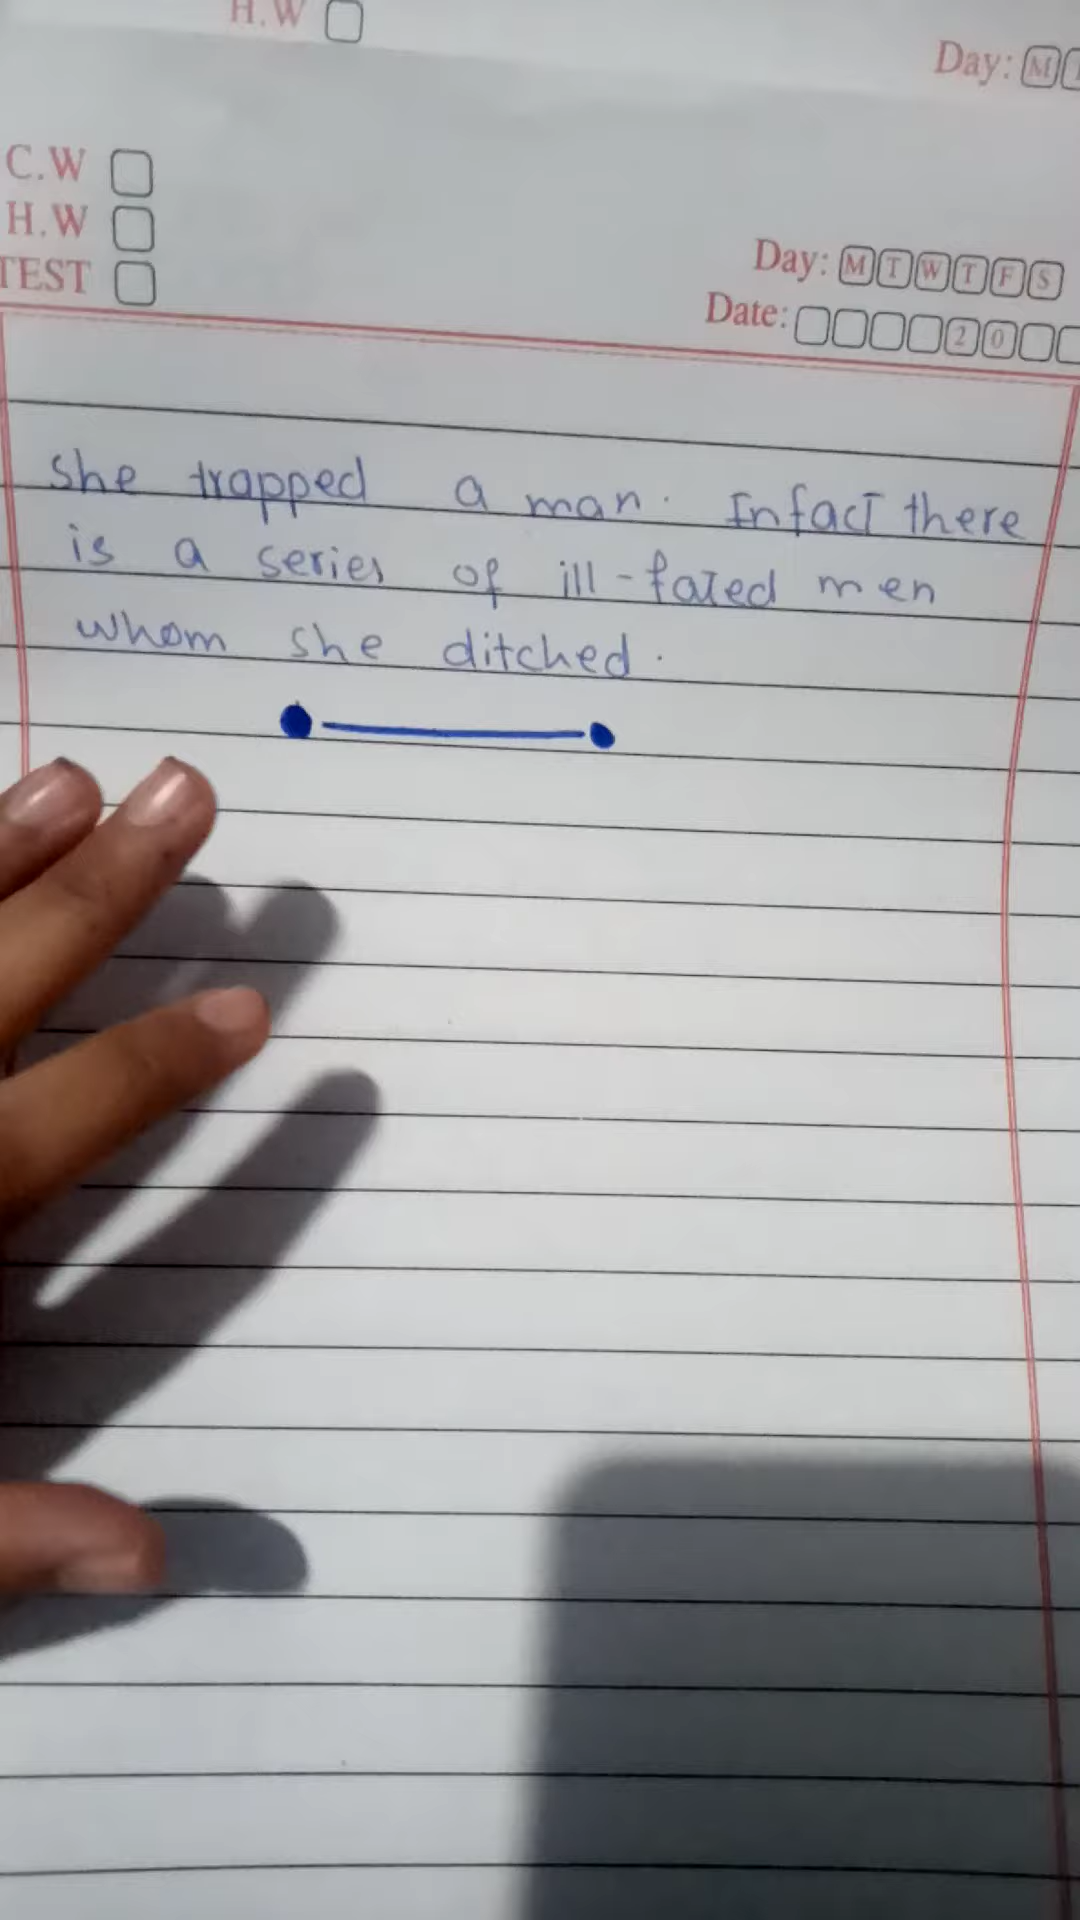 H.W
Day: M
C.W
H.W
TEST
Day: M T W T F S
Date: 2 0
she trapped a man. Infact there
is a series of ill-fated men
whom she ditched.